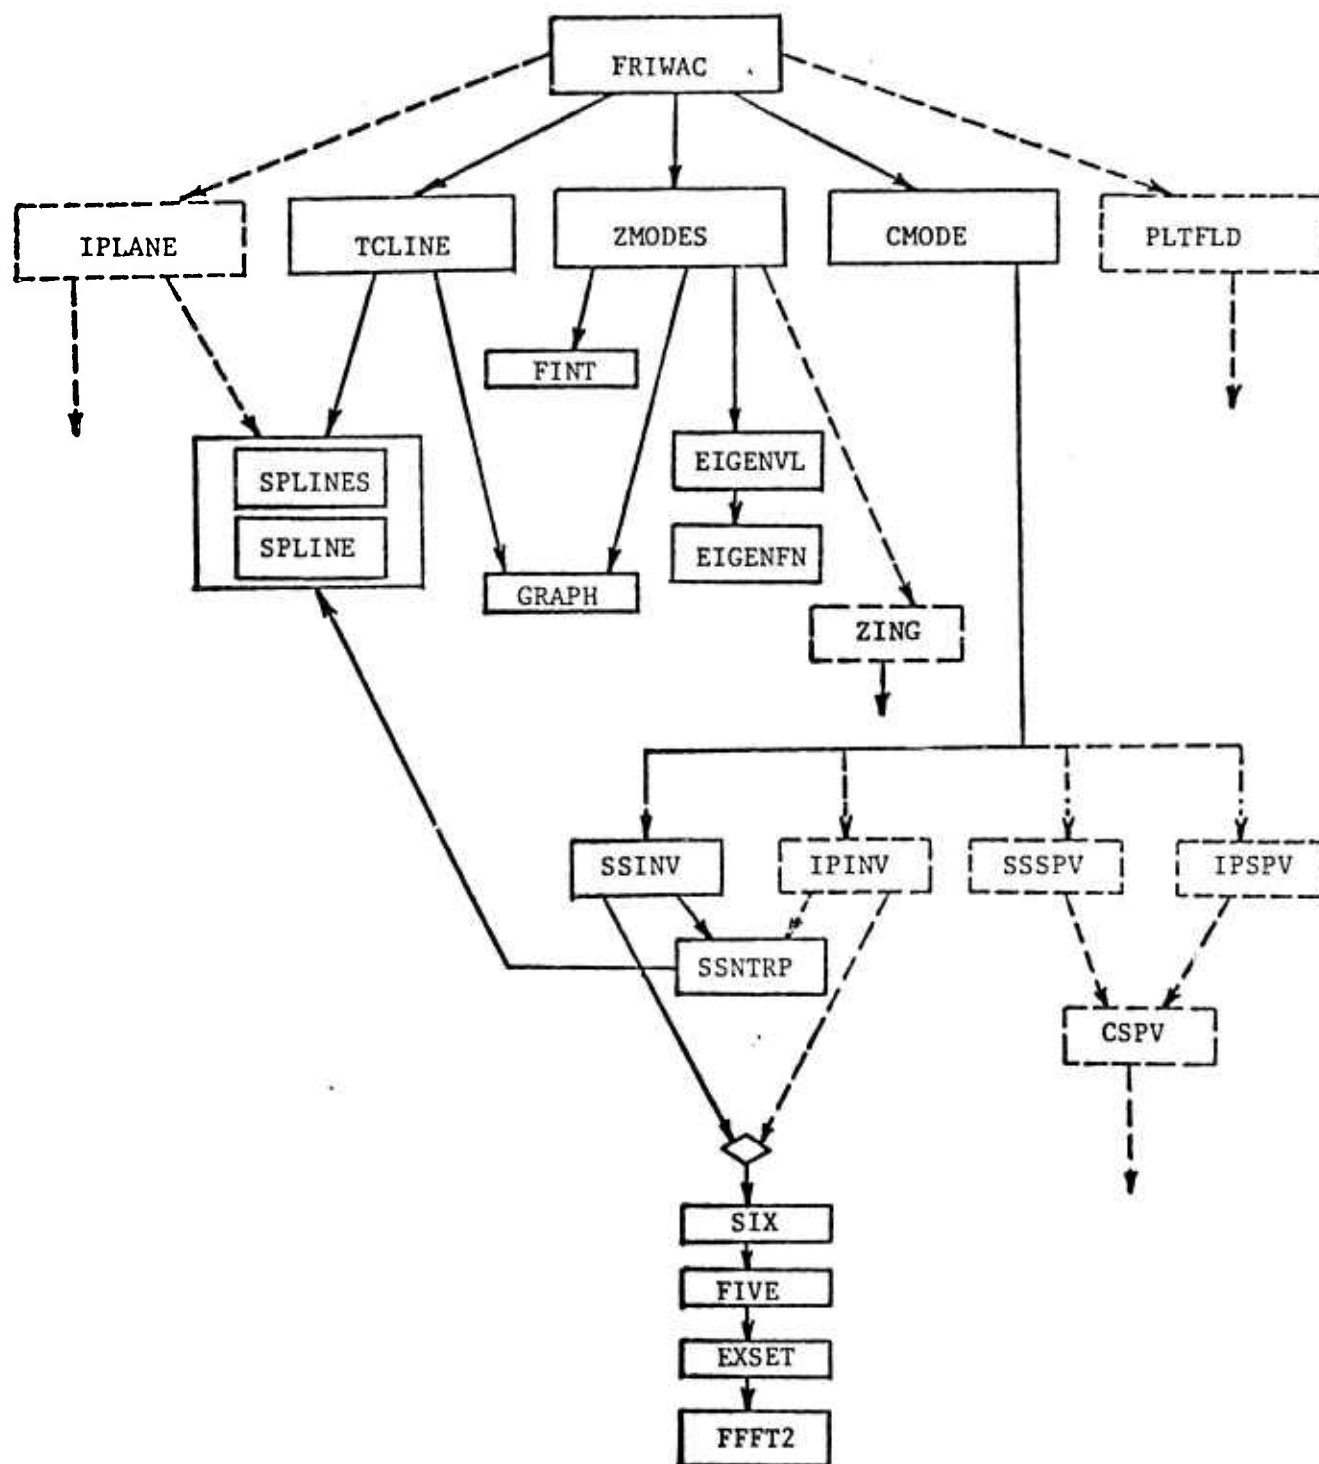 FRIWAC
IPLANE
TCLINE
ZMODES
CMODE
PLTFLD
FINT
SPLINES
SPLINE
EIGENVL
EIGENFN
GRAPH
ZING
SSINV
IPINV
SSSPV
IPSPV
SSNTRP
CSPV
SIX
FIVE
EXSET
FFFT2